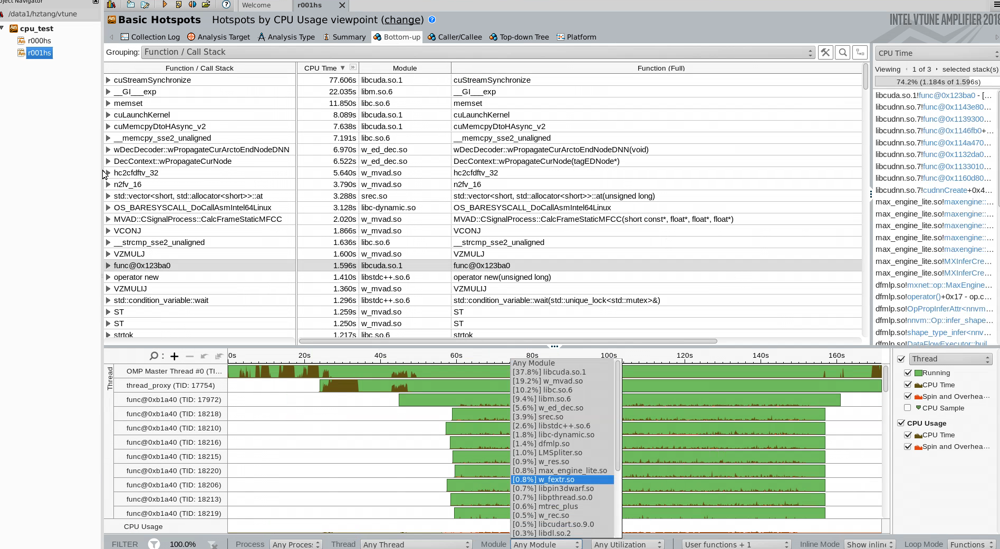 oject Navigator
/data1/hztang/vtune
cpu_test
r000hs
r001hs
Welcome
r001hs
Basic Hotspots Hotspots by CPU Usage viewpoint (change)
INTEL VTUNE AMPLIFIER 2018
Collection Log Analysis Target Analysis Type Summary Bottom-up Caller/Callee Top-down Tree Platform
Grouping: Function / Call Stack
Function / Call Stack CPU Time Module Function (Full)
cuStreamSynchronize 77.606s libcuda.so.1 cuStreamSynchronize
__GI___exp 22.035s libm.so.6 __GI___exp
memset 11.850s libc.so.6 memset
cuLaunchKernel 8.089s libcuda.so.1 cuLaunchKernel
cuMemcpyDtoHAsync_v2 7.638s libcuda.so.1 cuMemcpyDtoHAsync_v2
__memcpy_sse2_unaligned 7.191s libc.so.6 __memcpy_sse2_unaligned
wDecDecoder::wPropagateCurArctoEndNodeDNN 6.970s w_ed_dec.so wDecDecoder::wPropagateCurArctoEndNodeDNN(void)
DecContext::wPropagateCurNode 6.522s w_ed_dec.so DecContext::wPropagateCurNode(tagEDNode*)
hc2cfdftv_32 5.640s w_mvad.so hc2cfdftv_32
n2fv_16 3.790s w_mvad.so n2fv_16
std::vector<short, std::allocator<short>>::at 3.288s srec.so std::vector<short, std::allocator<short>>::at(unsigned long)
OS_BARESYSCALL_DoCallAsmIntel64Linux 3.128s libc-dynamic.so OS_BARESYSCALL_DoCallAsmIntel64Linux
MVAD::CSignalProcess::CalcFrameStaticMFCC 2.020s w_mvad.so MVAD::CSignalProcess::CalcFrameStaticMFCC(short const*, float*, float*, float*)
VCONJ 1.866s w_mvad.so VCONJ
__strcmp_sse2_unaligned 1.636s libc.so.6 __strcmp_sse2_unaligned
VZMULJ 1.600s w_mvad.so VZMULJ
func@0x123ba0 1.596s libcuda.so.1 func@0x123ba0
operator new 1.410s libstdc++.so.6 operator new(unsigned long)
VZMULIJ 1.360s w_mvad.so VZMULIJ
std::condition_variable::wait 1.296s libstdc++.so.6 std::condition_variable::wait(std::unique_lock<std::mutex>&)
ST 1.259s w_mvad.so ST
ST 1.250s w_mvad.so ST
strtok 1.217s libc.so.6 strtok
CPU Time
Viewing 1 of 3 selected stack(s)
74.2% (1.184s of 1.596s)
libcuda.so.1!func@0x123ba0 - [...
libcudnn.so.7!func@0x1143e80...
libcudnn.so.7!func@0x1139300...
libcudnn.so.7!func@0x1146fb0+...
libcudnn.so.7!func@0x114a470...
libcudnn.so.7!func@0x1132da0...
libcudnn.so.7!func@0x1133010...
libcudnn.so.7!func@0x1160d80...
libcudnn.so.7!cudnnCreate+0x4...
max_engine_lite.so!maxengine::...
max_engine_lite.so!maxengine::...
max_engine_lite.so!maxengine::...
max_engine_lite.so!maxengine::...
max_engine_lite.so!maxengine::...
max_engine_lite.so!MXInferCre...
max_engine_lite.so!MXInferCre...
dfmlp.so!mxnet::op::MaxEngine...
dfmlp.so!operator()+0x17 - op.c...
dfmlp.so!OpPropInferAttr<nnvm...
dfmlp.so!nnvm::Op::infer_shape...
dfmlp.so!shape_type_infer<nnv...
dfmlp.so!DataFlowExecutor::buil...
0s 20s 40s 60s 80s 100s 120s 140s 160s
Thread
OMP Master Thread #0 (TI...
thread_proxy (TID: 17754)
func@0xb1a40 (TID: 17972)
func@0xb1a40 (TID: 18218)
func@0xb1a40 (TID: 18210)
func@0xb1a40 (TID: 18216)
func@0xb1a40 (TID: 18215)
func@0xb1a40 (TID: 18220)
func@0xb1a40 (TID: 18206)
func@0xb1a40 (TID: 18213)
func@0xb1a40 (TID: 18219)
CPU Usage
Any Module
[37.8%] libcuda.so.1
[19.2%] w_mvad.so
[10.2%] libc.so.6
[9.4%] libm.so.6
[5.6%] w_ed_dec.so
[3.9%] srec.so
[2.6%] libstdc++.so.6
[1.8%] libc-dynamic.so
[1.4%] dfmlp.so
[1.0%] LMSpliter.so
[0.9%] w_res.so
[0.8%] max_engine_lite.so
[0.8%] w_fextr.so
[0.7%] libpin3dwarf.so
[0.7%] libpthread.so.0
[0.6%] mtrec_plus
[0.5%] w_rec.so
[0.5%] libcudart.so.9.0
[0.3%] libdl.so.2
Thread
Running
CPU Time
Spin and Overhea...
CPU Sample
CPU Usage
CPU Time
Spin and Overhea...
FILTER 100.0% Process Any Proces: Thread Any Thread Module Any Module Any Utilization User functions + 1 Inline Mode Show inline Loop Mode Functions